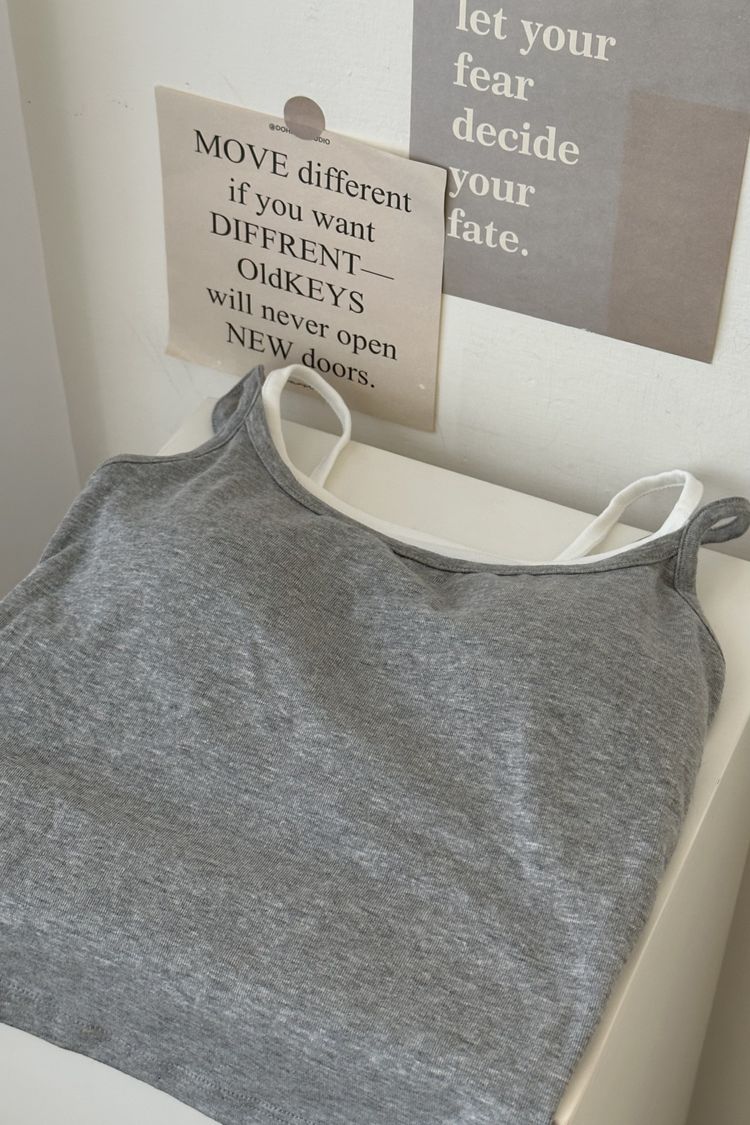 MOVE different
if you want
DIFFRENT—
OldKEYS
will never open
NEW doors.
let your
fear
decide
your
fate.